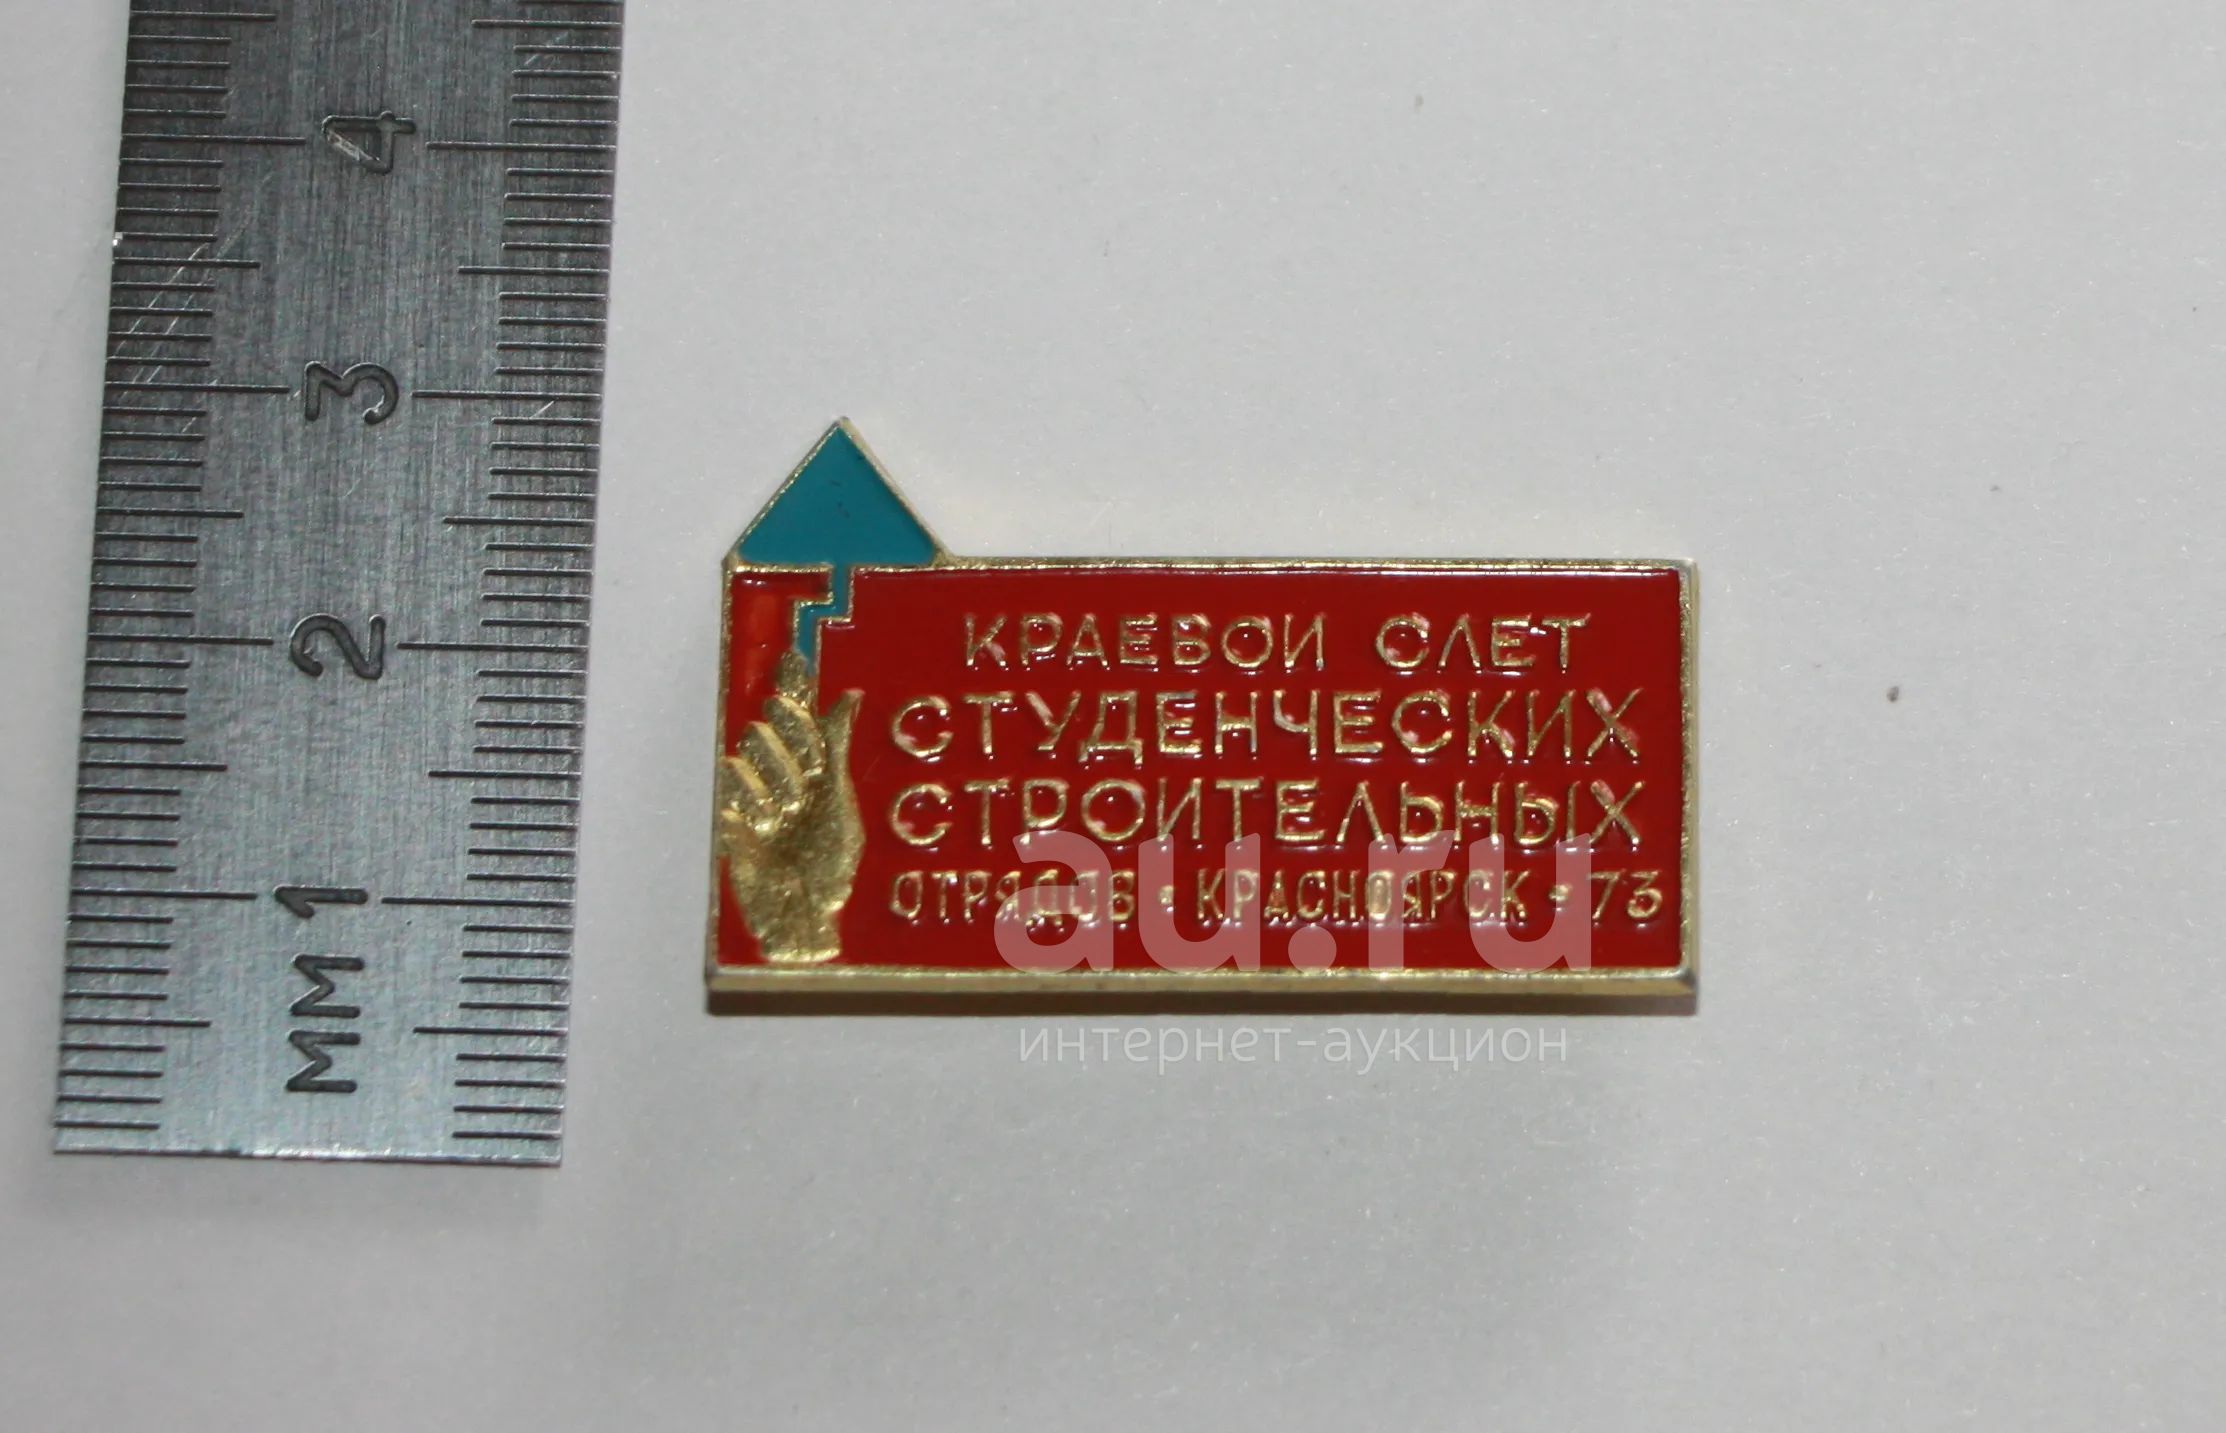 4
3
2
мм 1
КРАЕВОЙ СЛЕТ
СТУДЕНЧЕСКИХ
СТРОИТЕЛЬНЫХ
ОТРЯДОВ • КРАСНОЯРСК • 73
au.ru
интернет-аукцион